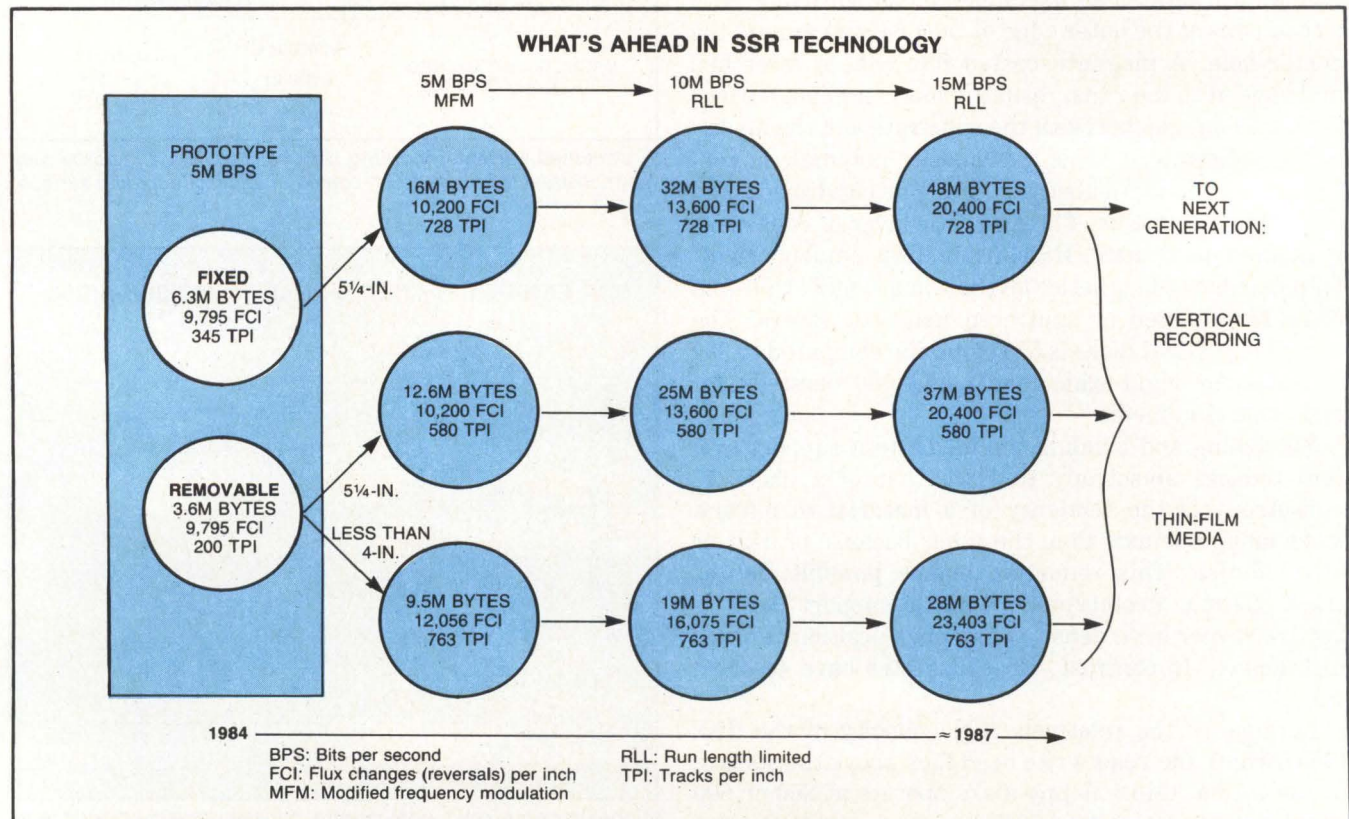 WHAT'S AHEAD IN SSR TECHNOLOGY
5M BPS
MFM
10M BPS
RLL
15M BPS
RLL
PROTOTYPE
5M BPS
FIXED
6.3M BYTES
9,795 FCI
345 TPI
REMOVABLE
3.6M BYTES
9,795 FCI
200 TPI
5¼-IN.
5¼-IN.
LESS THAN
4-IN.
16M BYTES
10,200 FCI
728 TPI
32M BYTES
13,600 FCI
728 TPI
48M BYTES
20,400 FCI
728 TPI
12.6M BYTES
10,200 FCI
580 TPI
25M BYTES
13,600 FCI
580 TPI
37M BYTES
20,400 FCI
580 TPI
9.5M BYTES
12,056 FCI
763 TPI
19M BYTES
16,075 FCI
763 TPI
28M BYTES
23,403 FCI
763 TPI
TO
NEXT
GENERATION:
VERTICAL
RECORDING
THIN-FILM
MEDIA
1984
≈1987
BPS: Bits per second
FCI: Flux changes (reversals) per inch
MFM: Modified frequency modulation
RLL: Run length limited
TPI: Tracks per inch